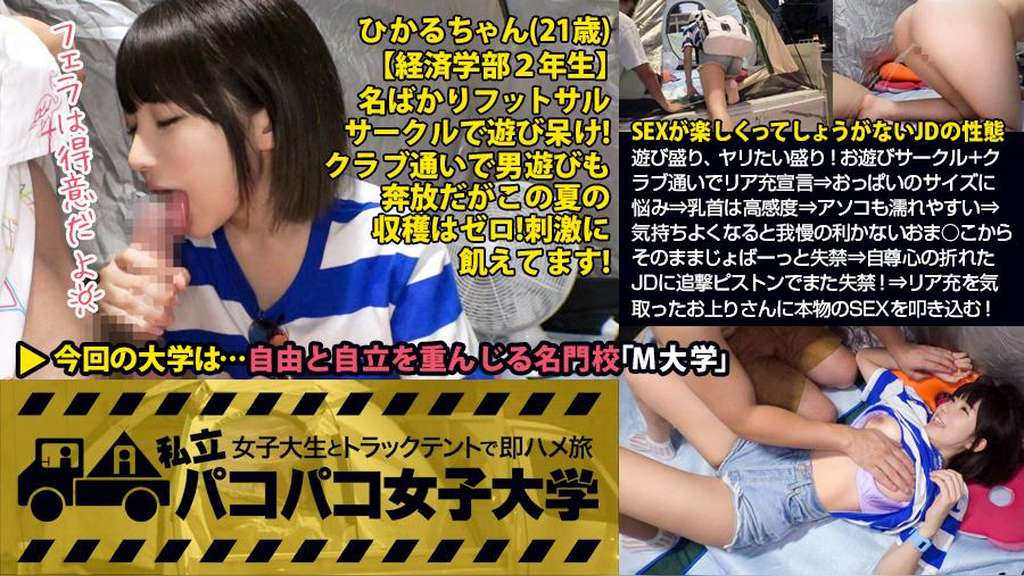 フェラは得意だよ
ひかるちゃん(21歳)
【経済学部２年生】
名ばかりフットサル
サークルで遊び呆け!
クラブ通いで男遊びも
奔放だがこの夏の
収穫はゼロ!刺激に
飢えてます!
SEXが楽しくってしょうがないJDの性態
遊び盛り、ヤリたい盛り！お遊びサークル+ク
ラブ通いでリア充宣言⇒おっぱいのサイズに
悩み⇒乳首は高感度⇒アソコも濡れやすい⇒
気持ちよくなると我慢の利かないおま○こから
そのままじょばーっと失禁⇒自尊心の折れた
JDに追撃ピストンでまた失禁！⇒リア充を気
取ったお上りさんに本物のSEXを叩き込む！
▶今回の大学は…自由と自立を重んじる名門校「M大学」
私立 女子大生とトラックテントで即ハメ旅
パコパコ女子大学